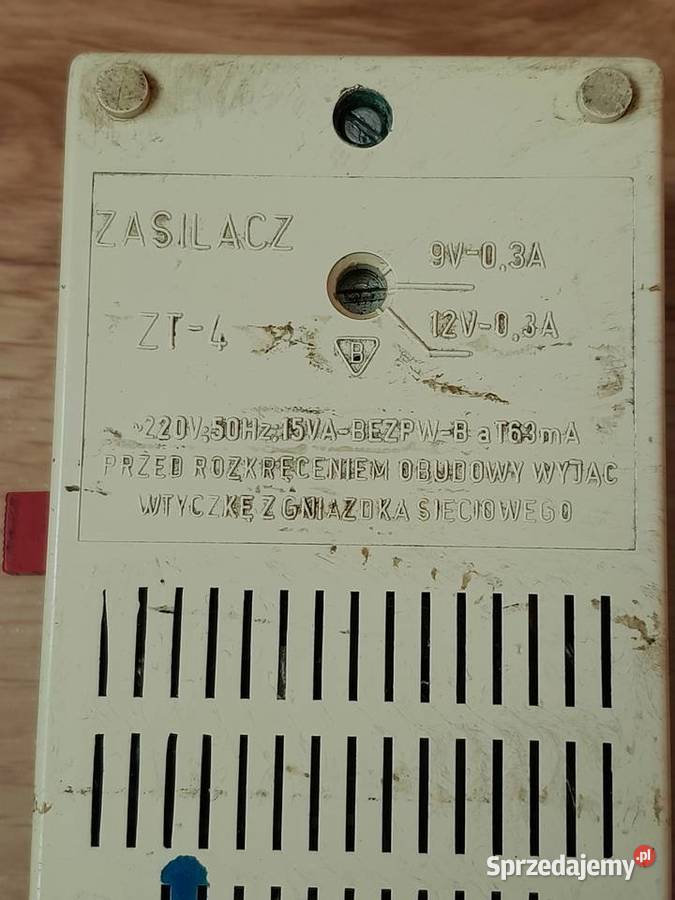 ZASILACZ
9V-0,3A
ZT-4
12V-0,3A
B
~220V;50Hz;15VA-BEZPW-B aT63mA
PRZED ROZKRĘCENIEM OBUDOWY WYJĄC
WTYCZKĘ Z GNIAZDKA SIECIOWEGO
Sprzedajemy.pl